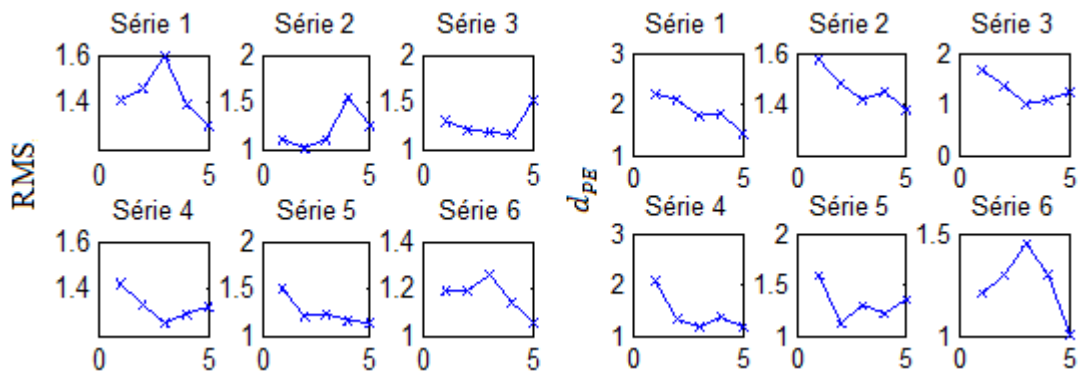 Série 1 Série 2 Série 3 Série 1 Série 2 Série 3
1.6 2 2 3 1.6 2
1.4 1.5 1.5 2 1.4 1
1 1 1 0
0 5 0 5 0 5 0 5 0 5 0 5
RMS
d_PE
Série 4 Série 5 Série 6 Série 4 Série 5 Série 6
1.6 2 1.4 3 2 1.5
1.4 1.5 1.2 2 1.5
1 1 1 1 1
0 5 0 5 0 5 0 5 0 5 0 5